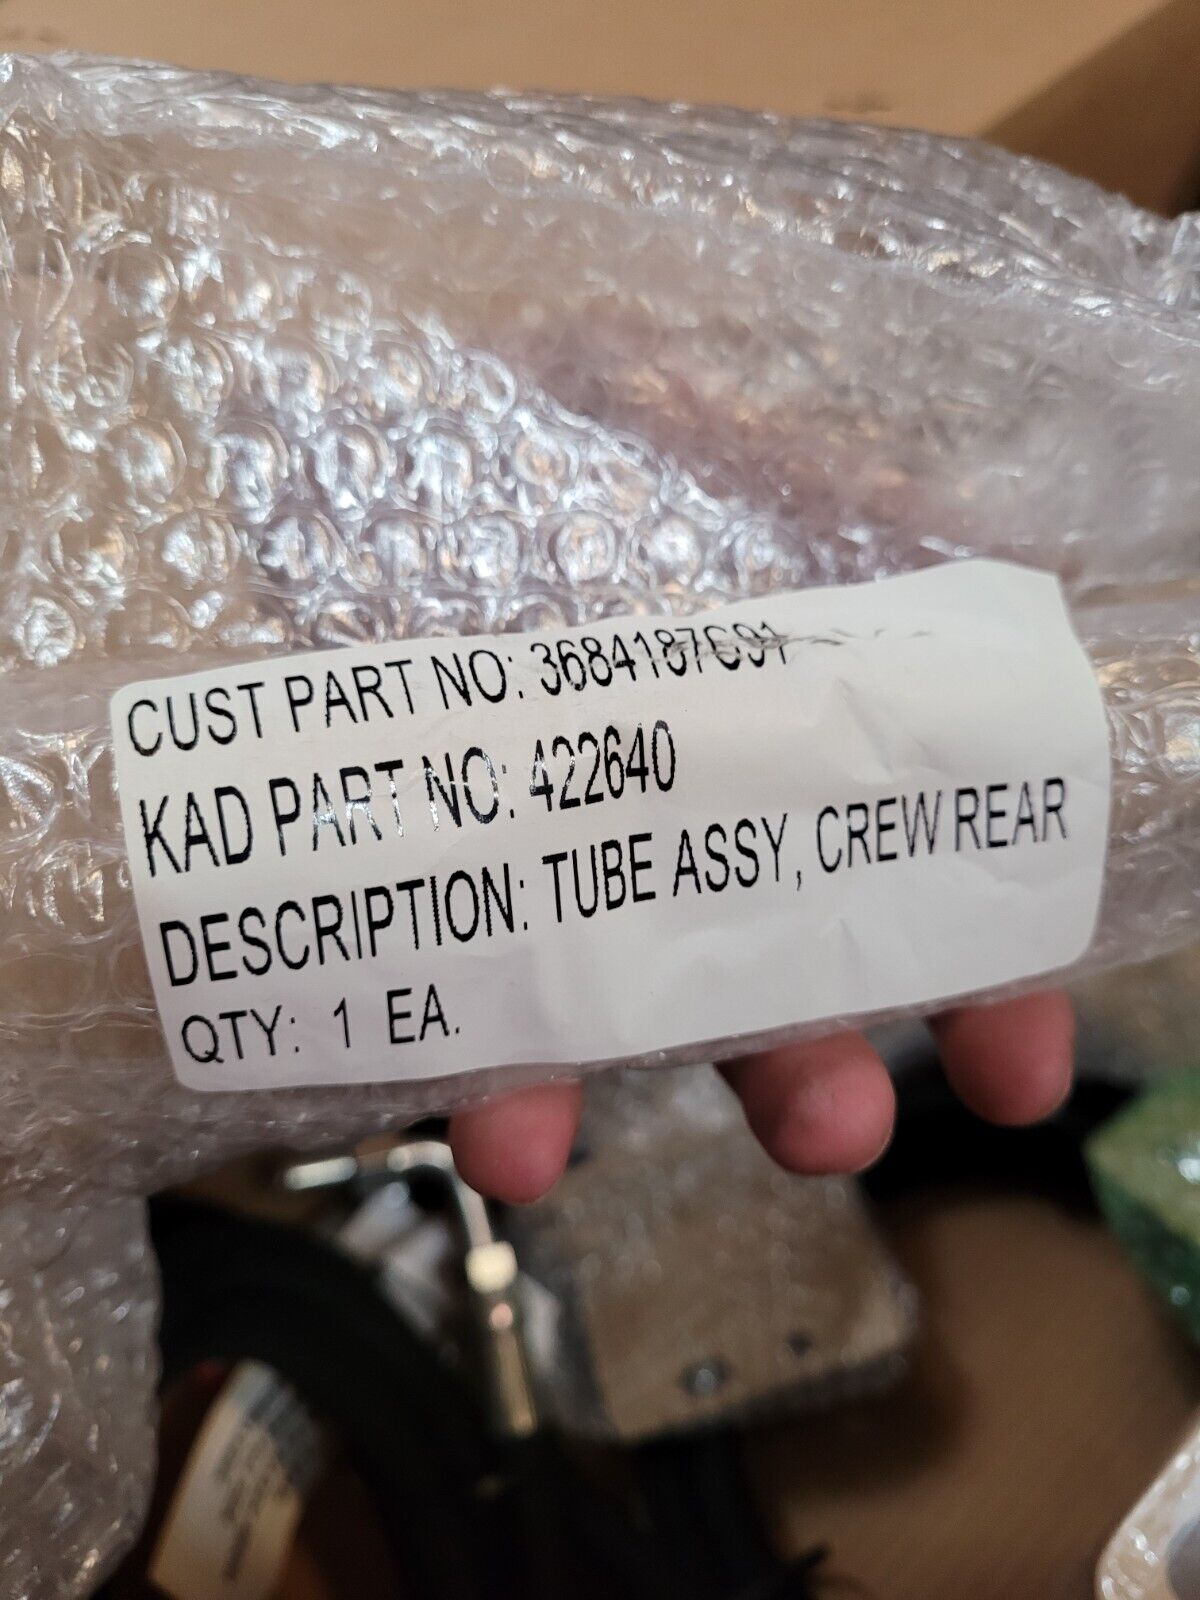 CUST PART NO: 3684187C91
KAD PART NO: 422640
DESCRIPTION: TUBE ASSY, CREW REAR
QTY: 1 EA.